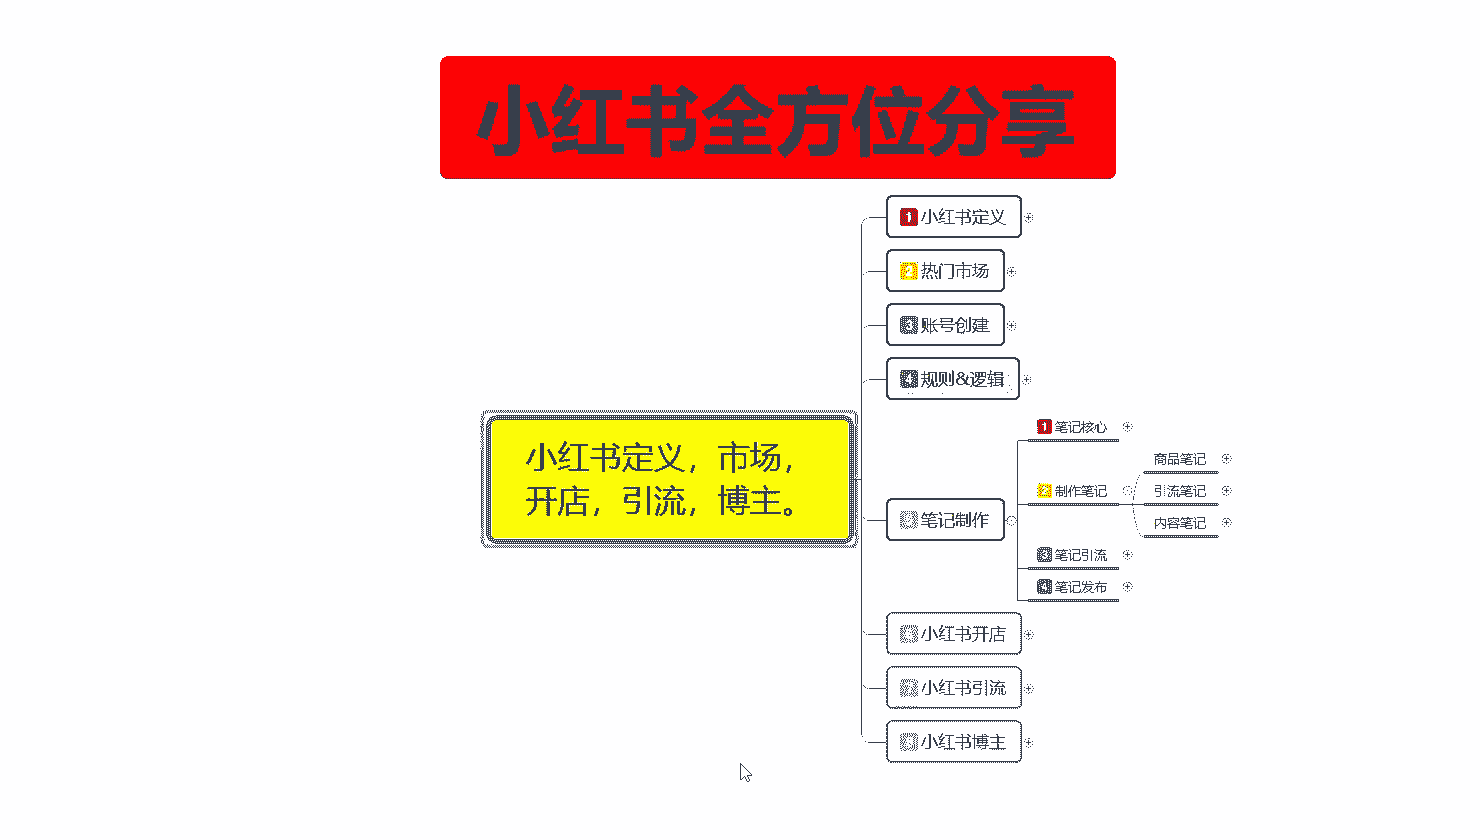 小红书全方位分享
1 小红书定义
2 热门市场
3 账号创建
4 规则&逻辑
小红书定义，市场，
开店，引流，博主。
5 笔记制作
1 笔记核心
2 制作笔记
商品笔记
引流笔记
内容笔记
3 笔记引流
4 笔记发布
6 小红书开店
7 小红书引流
小红书博主